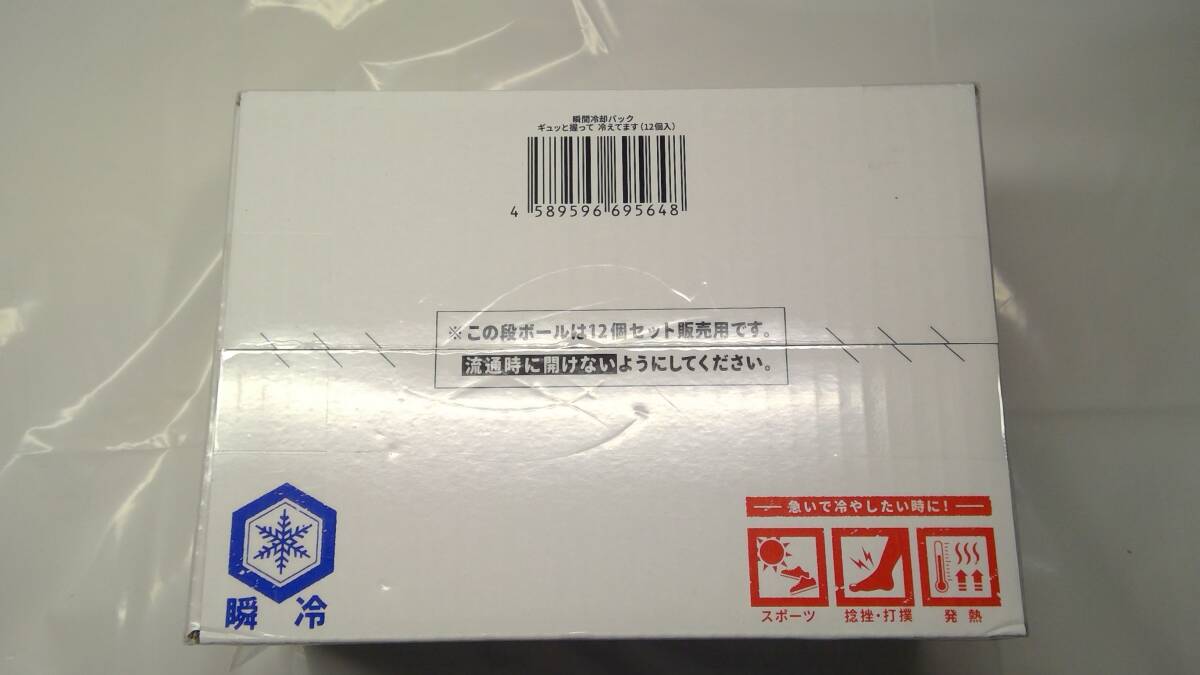 瞬間冷却パック
ギュッと握って 冷えてます(12個入)
4 589596 695648
※この段ボールは12個セット販売用です。
流通時に開けないようにしてください。
瞬 冷
急いで冷やしたい時に!
スポーツ 捻挫・打撲 発熱